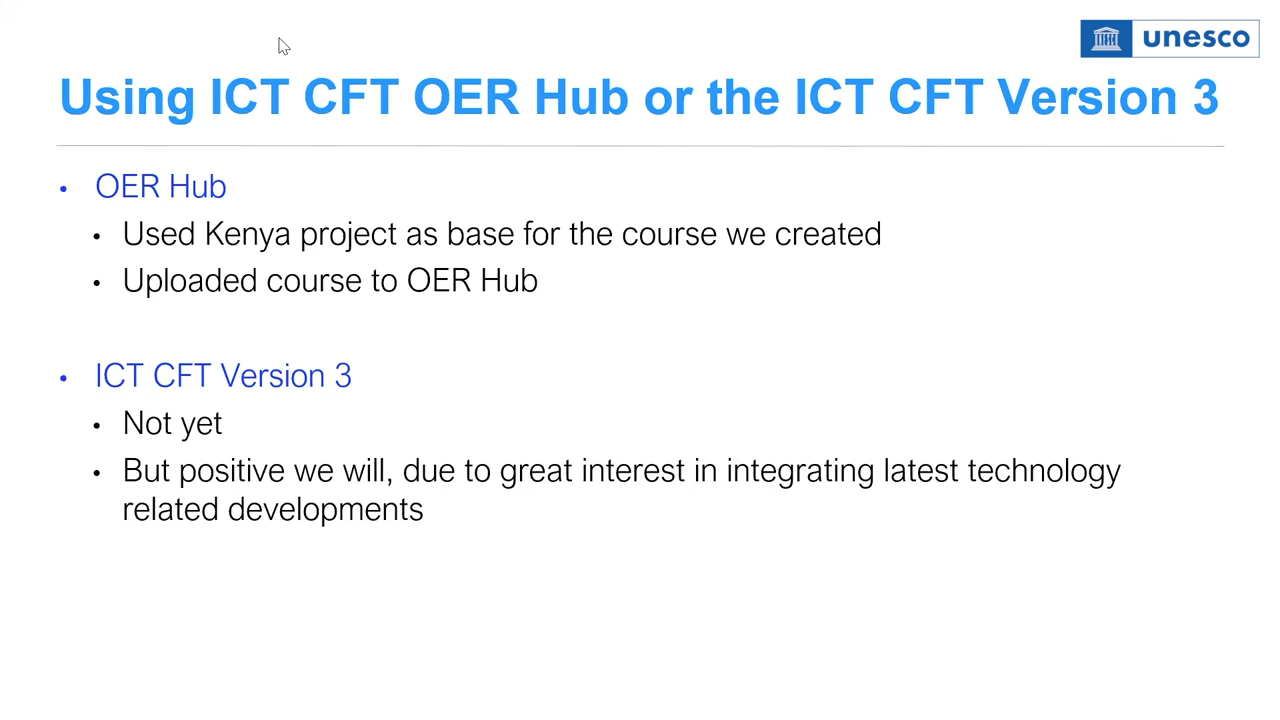 unesco
Using ICT CFT OER Hub or the ICT CFT Version 3
• OER Hub
• Used Kenya project as base for the course we created
• Uploaded course to OER Hub
• ICT CFT Version 3
• Not yet
• But positive we will, due to great interest in integrating latest technology
related developments